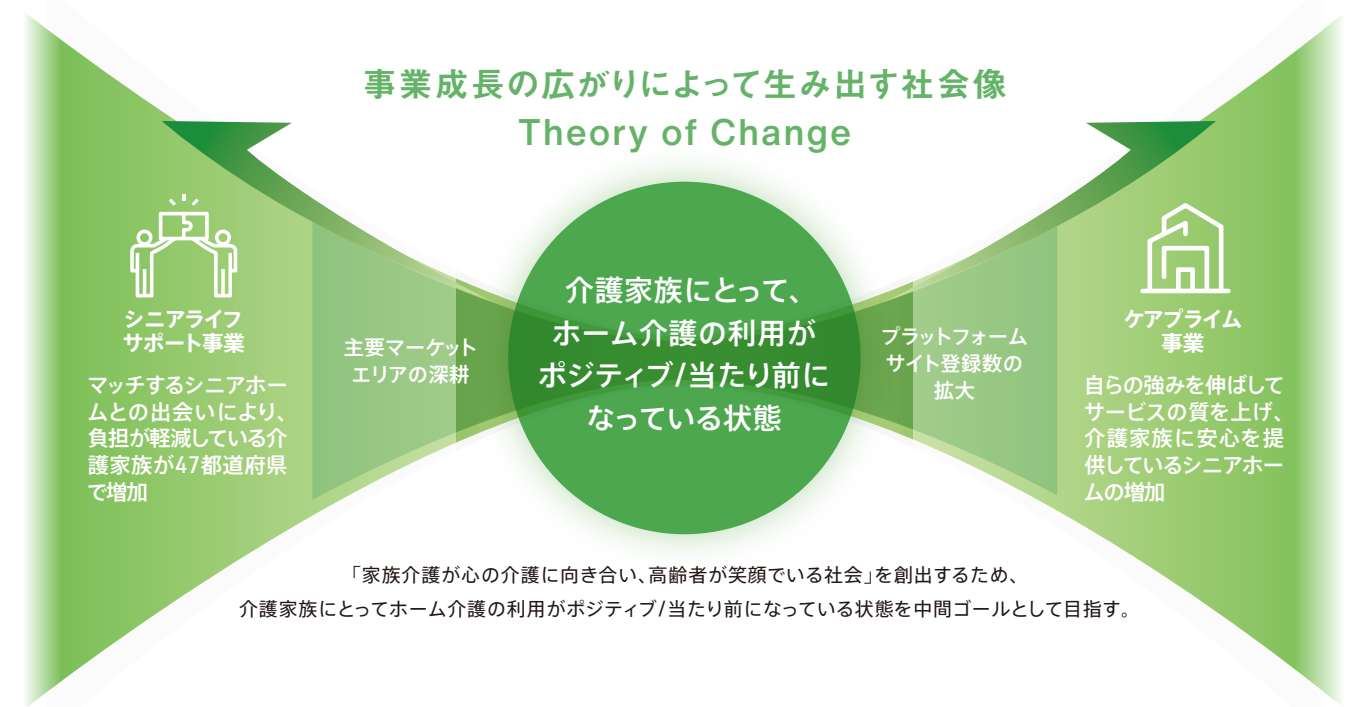 事業成長の広がりによって生み出す社会像
Theory of Change
シニアライフ
サポート事業
マッチするシニアホー
ムとの出会いにより、
負担が軽減している介
護家族が47都道府県
で増加
主要マーケット
エリアの深耕
介護家族にとって、
ホーム介護の利用が
ポジティブ/当たり前に
なっている状態
プラットフォーム
サイト登録数の
拡大
ケアプライム
事業
自らの強みを伸ばして
サービスの質を上げ、
介護家族に安心を提
供しているシニアホー
ムの増加
「家族介護が心の介護に向き合い、高齢者が笑顔でいる社会」を創出するため、
介護家族にとってホーム介護の利用がポジティブ/当たり前になっている状態を中間ゴールとして目指す。